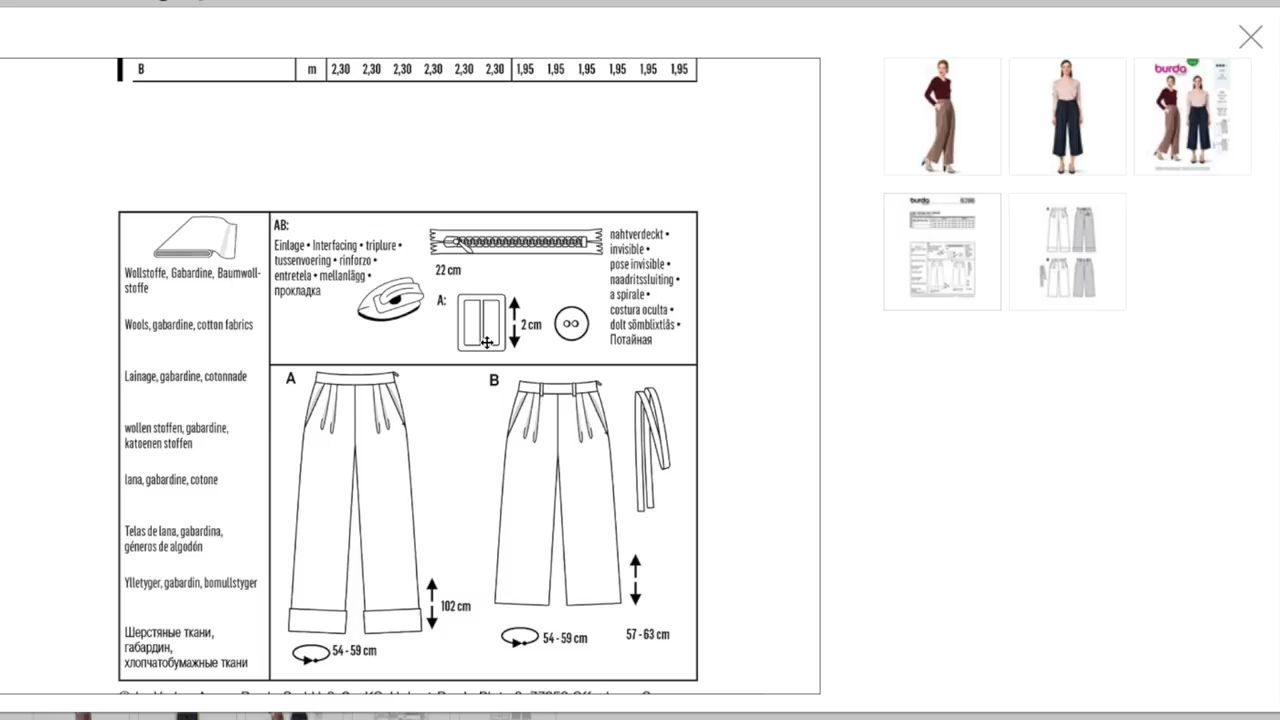 B m 2,30 2,30 2,30 2,30 2,30 2,30 1,95 1,95 1,95 1,95 1,95 1,95
Wollstoffe, Gabardine, Baumwoll-
stoffe
Wools, gabardine, cotton fabrics
Lainage, gabardine, cotonnade
wollen stoffen, gabardine,
katoenen stoffen
lana, gabardine, cotone
Telas de lana, gabardina,
géneros de algodón
Ylletyger, gabardin, bomullstyger
Шерстяные ткани,
габардин,
хлопчатобумажные ткани
AB:
Einlage • Interfacing • triplure •
tussenvoering • rinforzo •
entretela • mellanlägg •
прокладка
22 cm
A:
2 cm
nahtverdeckt •
invisible •
pose invisible •
naadritssluiting •
a spirale •
costura oculta •
dolt sömblixtlås •
Потайная
A
102 cm
54 - 59 cm
B
54 - 59 cm
57 - 63 cm
burda
burda